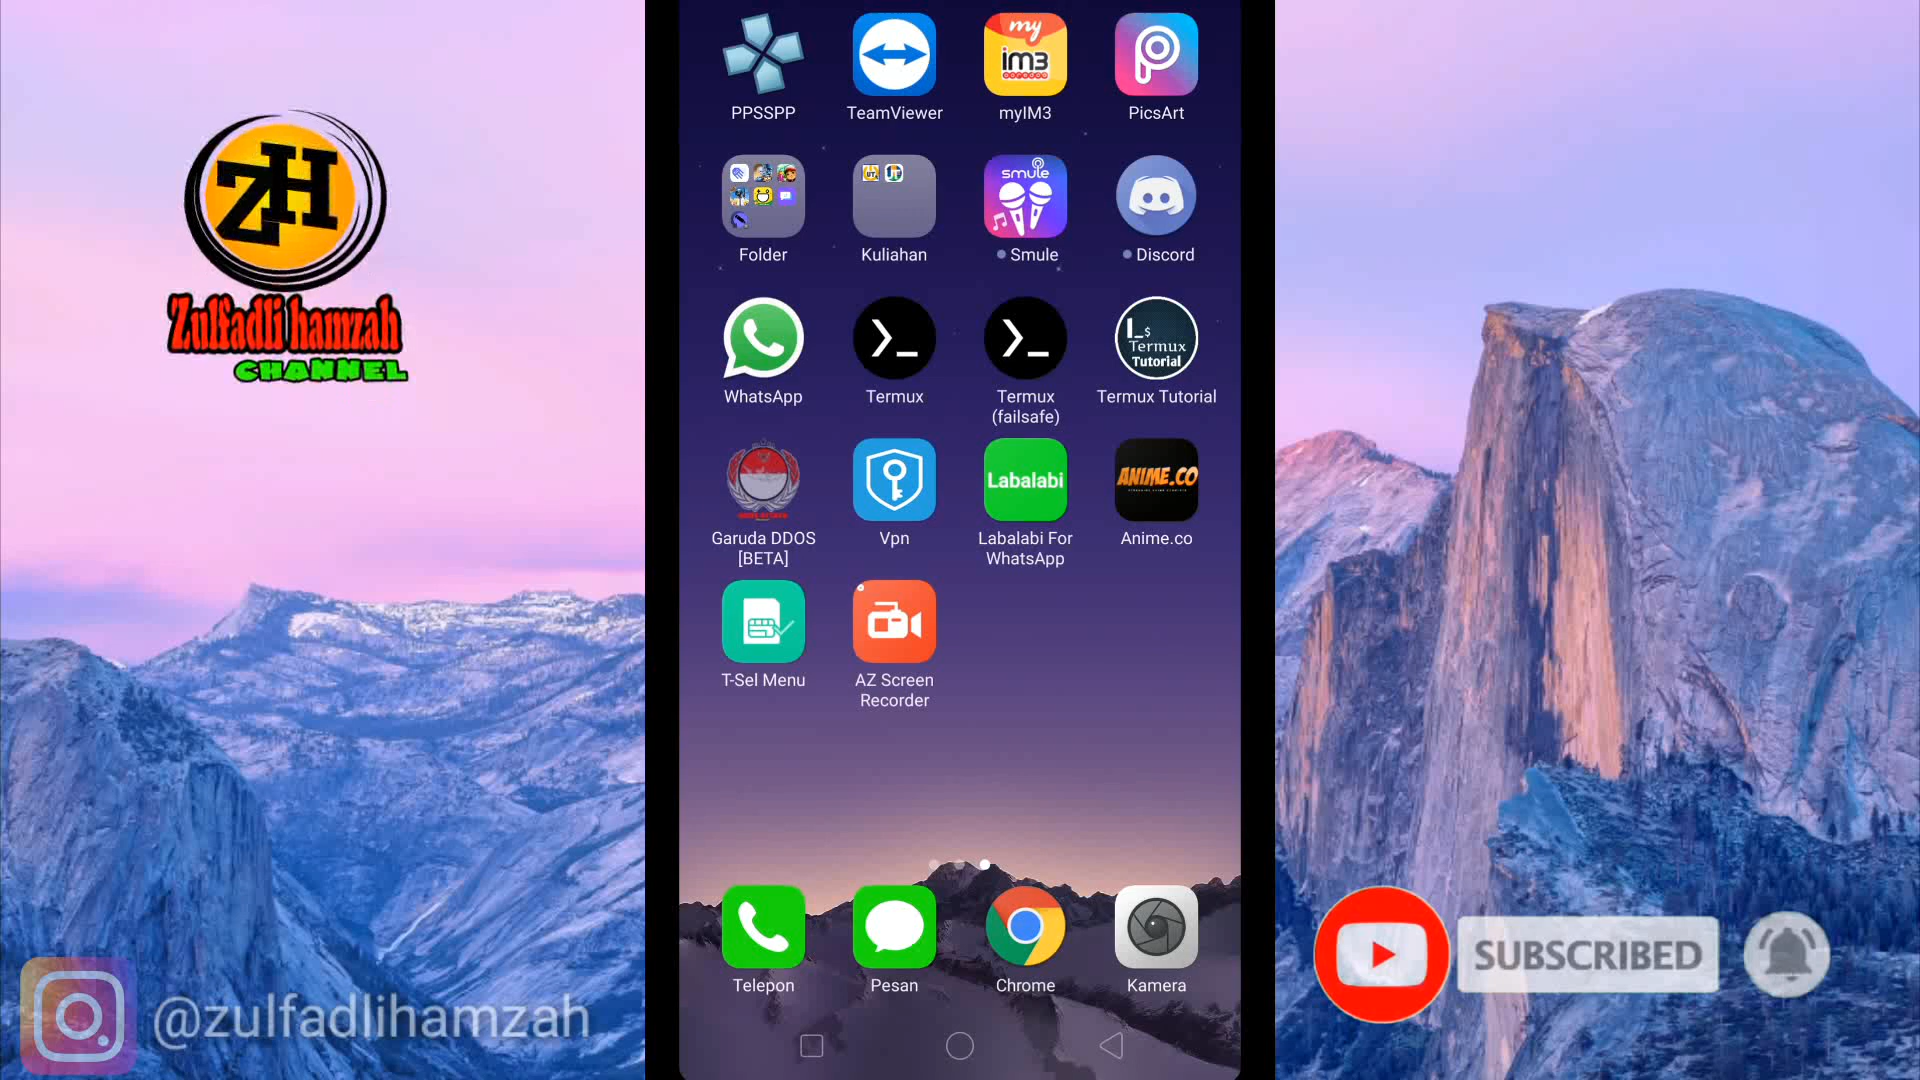 ZH
Zulfadli hamzah
CHANNEL
my
im3
ooredoo
PPSSPP
TeamViewer
myIM3
PicsArt
smule
Folder
Kuliahan
Smule
Discord
$
Termux
Tutorial
WhatsApp
Termux
Termux
(failsafe)
Termux Tutorial
Labalabi
ANIME.CO
Garuda DDOS
[BETA]
Vpn
Labalabi For
WhatsApp
Anime.co
T-Sel Menu
AZ Screen
Recorder
Telepon
Pesan
Chrome
Kamera
@zulfadlihamzah
SUBSCRIBED